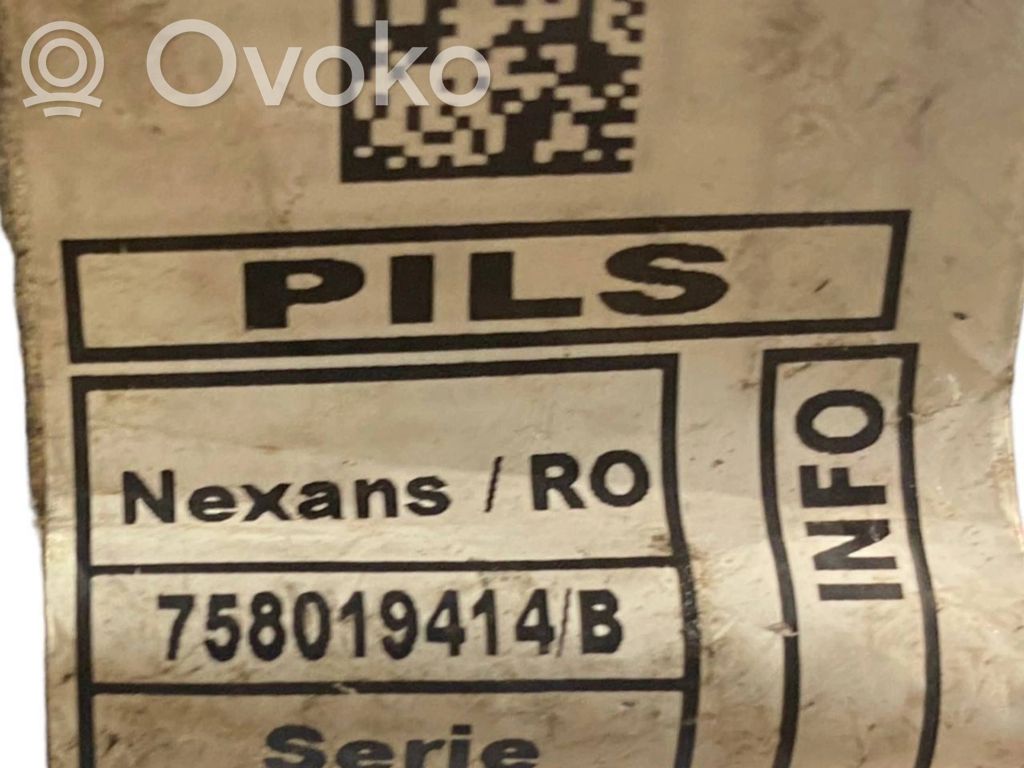 Ovoko
PILS
Nexans / RO
INFO
758019414/B
Serie